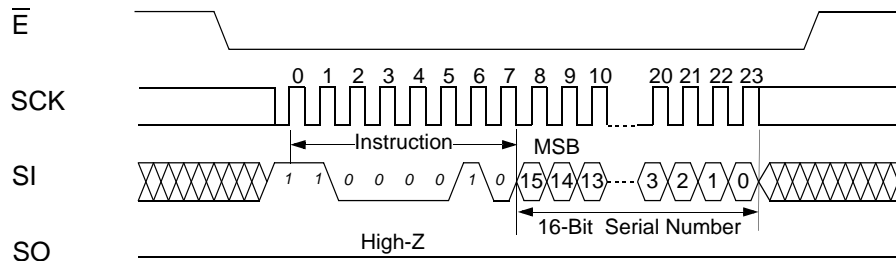 E
0 1 2 3 4 5 6 7 8 9 10 20 21 22 23
SCK
Instruction MSB
SI 1 1 0 0 0 0 1 0 15 14 13 3 2 1 0
16-Bit Serial Number
High-Z
SO